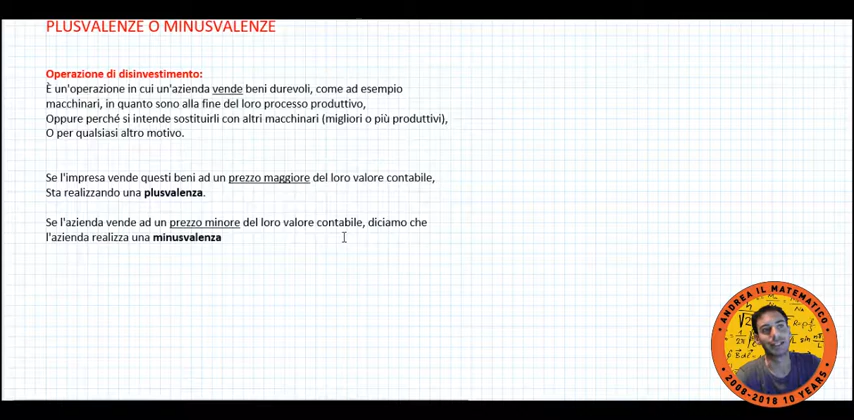 PLUSVALENZE O MINUSVALENZE
Operazione di disinvestimento:
È un'operazione in cui un'azienda vende beni durevoli, come ad esempio
macchinari, in quanto sono alla fine del loro processo produttivo,
Oppure perché si intende sostituirli con altri macchinari (migliori o più produttivi),
O per qualsiasi altro motivo.
Se l'impresa vende questi beni ad un prezzo maggiore del loro valore contabile,
Sta realizzando una plusvalenza.
Se l'azienda vende ad un prezzo minore del loro valore contabile, diciamo che
l'azienda realizza una minusvalenza
ANDREA IL MATEMATICO
2008-2018 10 YEARS